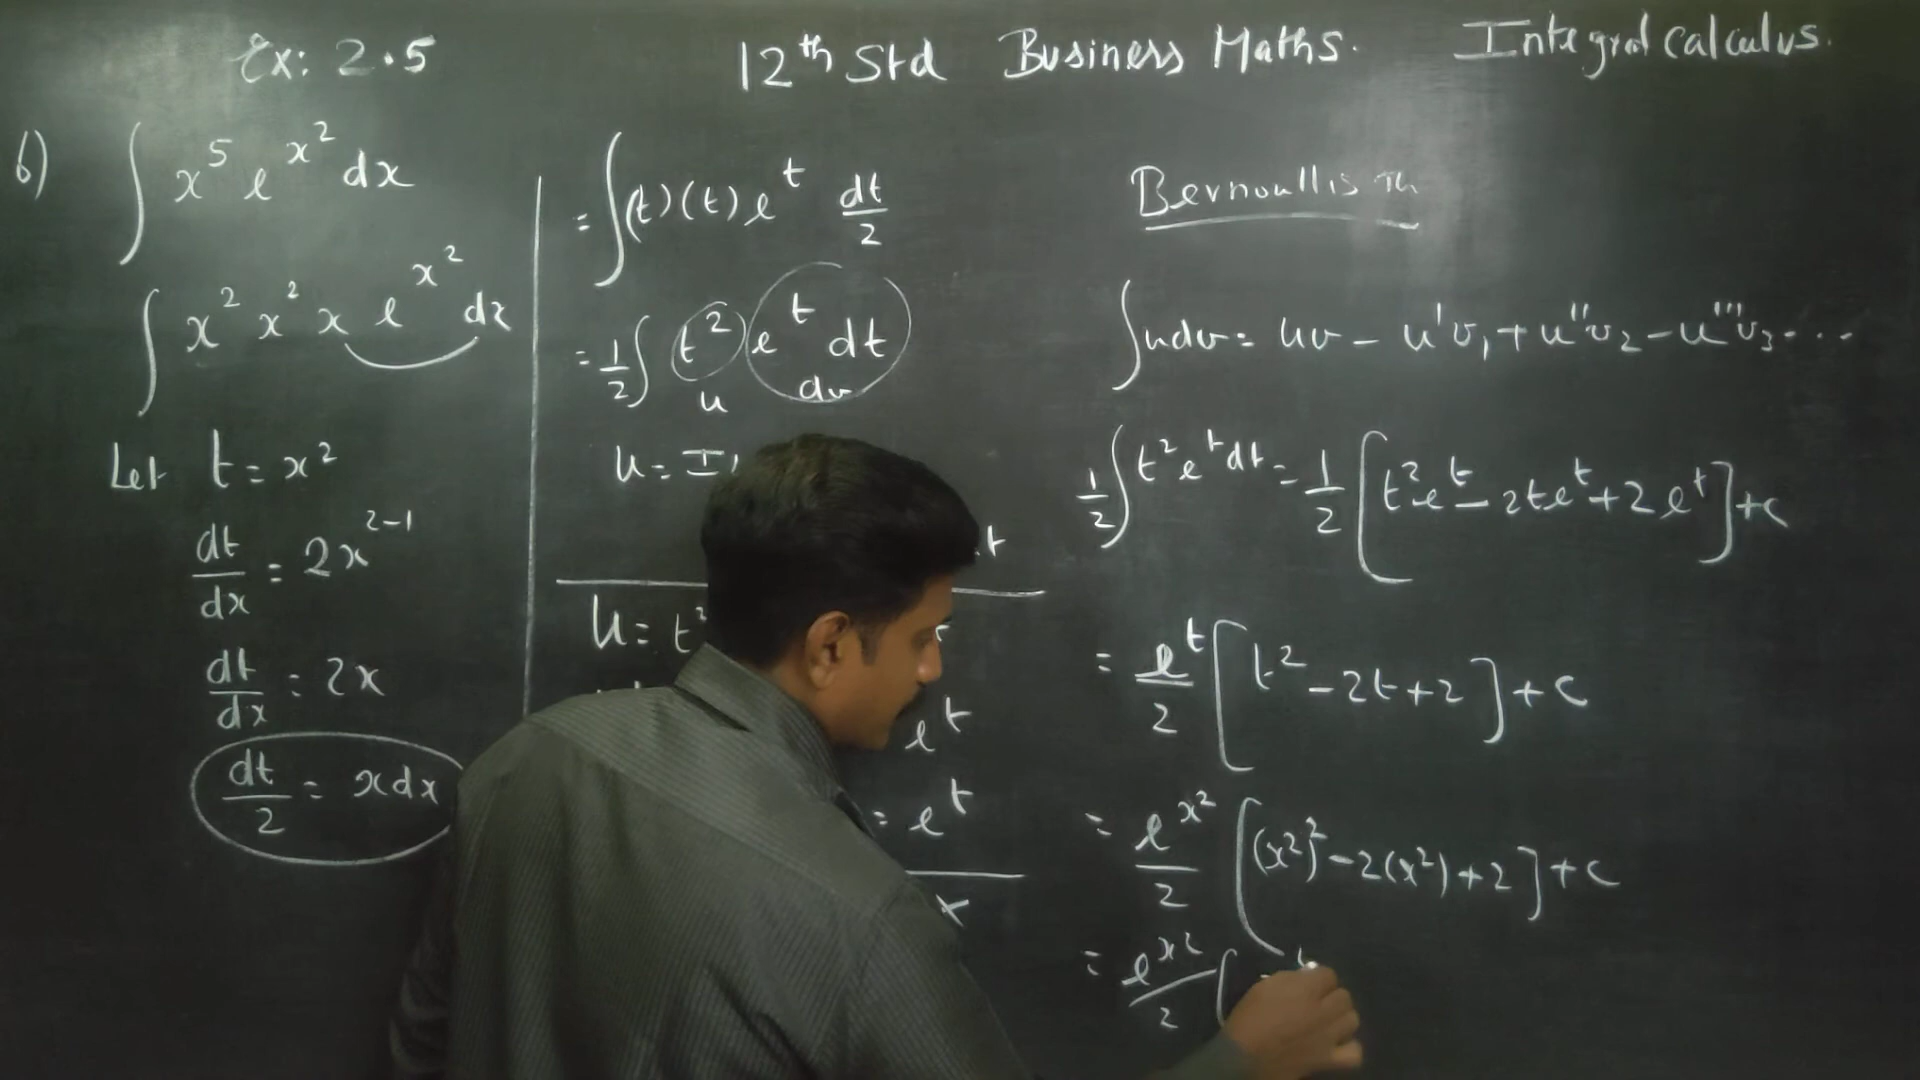 Ex: 2.5
12th Std Business Maths. Integral Calculus.
6) ∫ x⁵ e^x² dx
∫ x² x² x e^x² dx
Let t = x²
dt/dx = 2x^2-1
dt/dx = 2x
dt/2 = x dx
= ∫(t)(t) e^t dt/2
= 1/2 ∫ t² e^t dt
u dv
u =
t
u = t²
e^t
= e^t
Bernoullis
∫udv = uv - u'v₁ + u''v₂ - u'''v₃ ...
1/2 ∫t² e^t dt = 1/2 [t²e^t - 2te^t + 2e^t] + c
= e^t/2 [t² - 2t + 2] + c
= e^x²/2 [(x²)² - 2(x²) + 2] + c
= e^x²/2 [